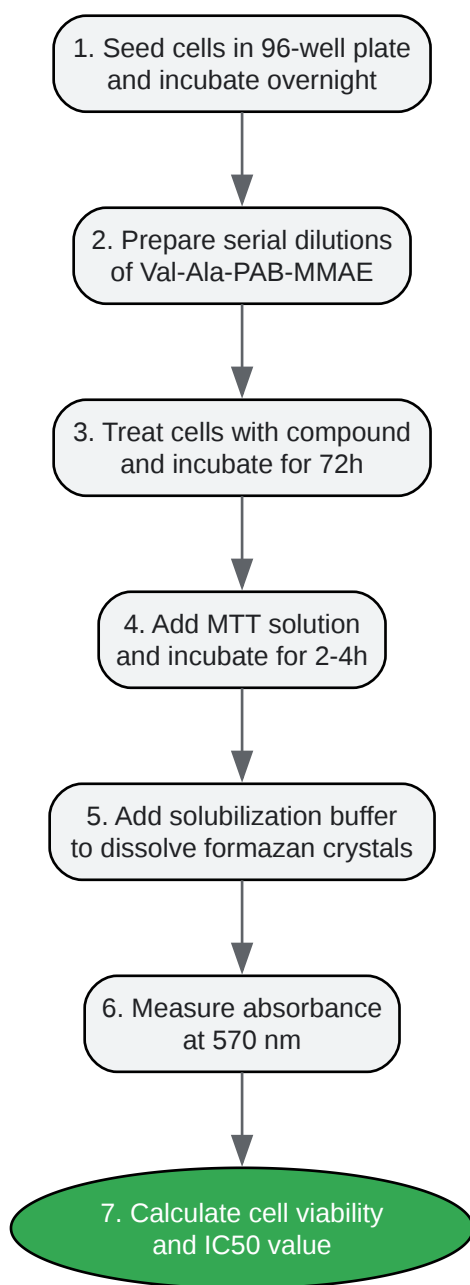 1. Seed cells in 96-well plate
and incubate overnight
2. Prepare serial dilutions
of Val-Ala-PAB-MMAE
3. Treat cells with compound
and incubate for 72h
4. Add MTT solution
and incubate for 2-4h
5. Add solubilization buffer
to dissolve formazan crystals
6. Measure absorbance
at 570 nm
7. Calculate cell viability
and IC50 value